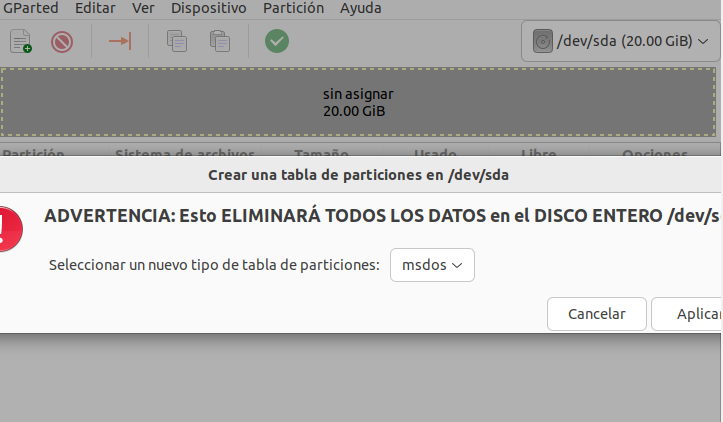 GParted Editar Ver Dispositivo Partición Ayuda
/dev/sda (20.00 GiB)
sin asignar
20.00 GiB
Partición Sistema de archivos Tamaño Usado Libre Opciones
Crear una tabla de particiones en /dev/sda
ADVERTENCIA: Esto ELIMINARÁ TODOS LOS DATOS en el DISCO ENTERO /dev/s
Seleccionar un nuevo tipo de tabla de particiones: msdos
Cancelar Aplicar